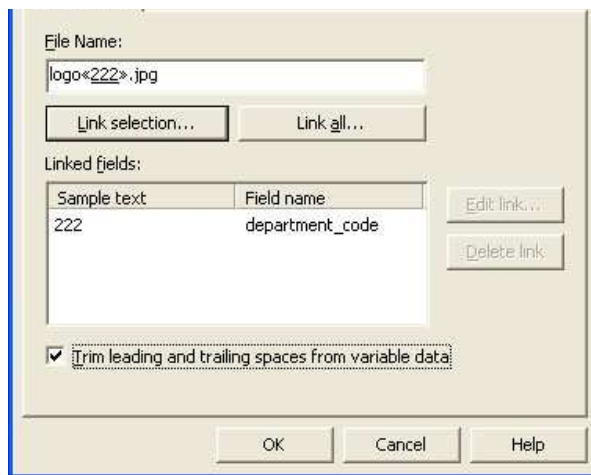 File Name:
logo«222».jpg
Link selection...
Link all...
Linked fields:
Sample text
Field name
222
department_code
Edit link...
Delete link
Trim leading and trailing spaces from variable data
OK
Cancel
Help